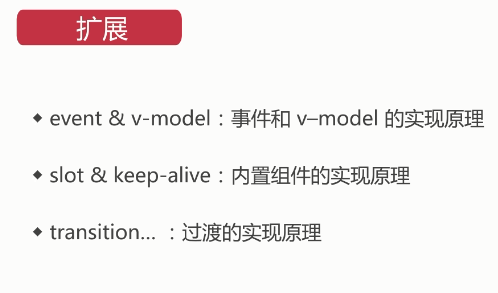 扩展
◆ event & v-model：事件和 v–model 的实现原理
◆ slot & keep-alive：内置组件的实现原理
◆ transition... ：过渡的实现原理